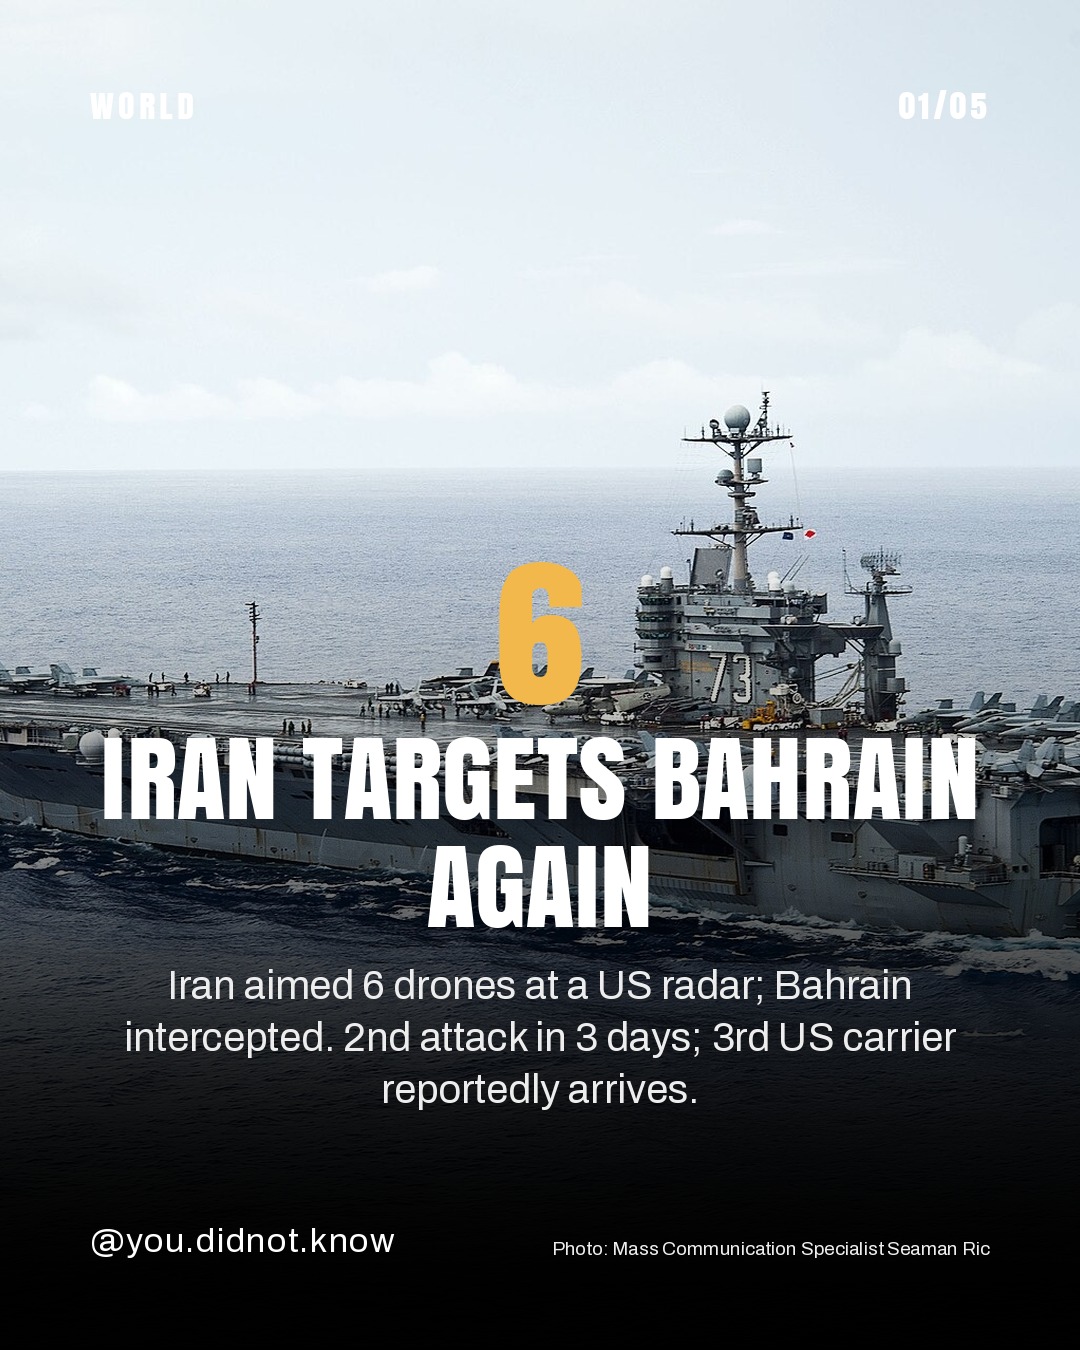 WORLD
01/05
6
73
IRAN TARGETS BAHRAIN
AGAIN
Iran aimed 6 drones at a US radar; Bahrain
intercepted. 2nd attack in 3 days; 3rd US carrier
reportedly arrives.
@you.didnot.know
Photo: Mass Communication Specialist Seaman Ric